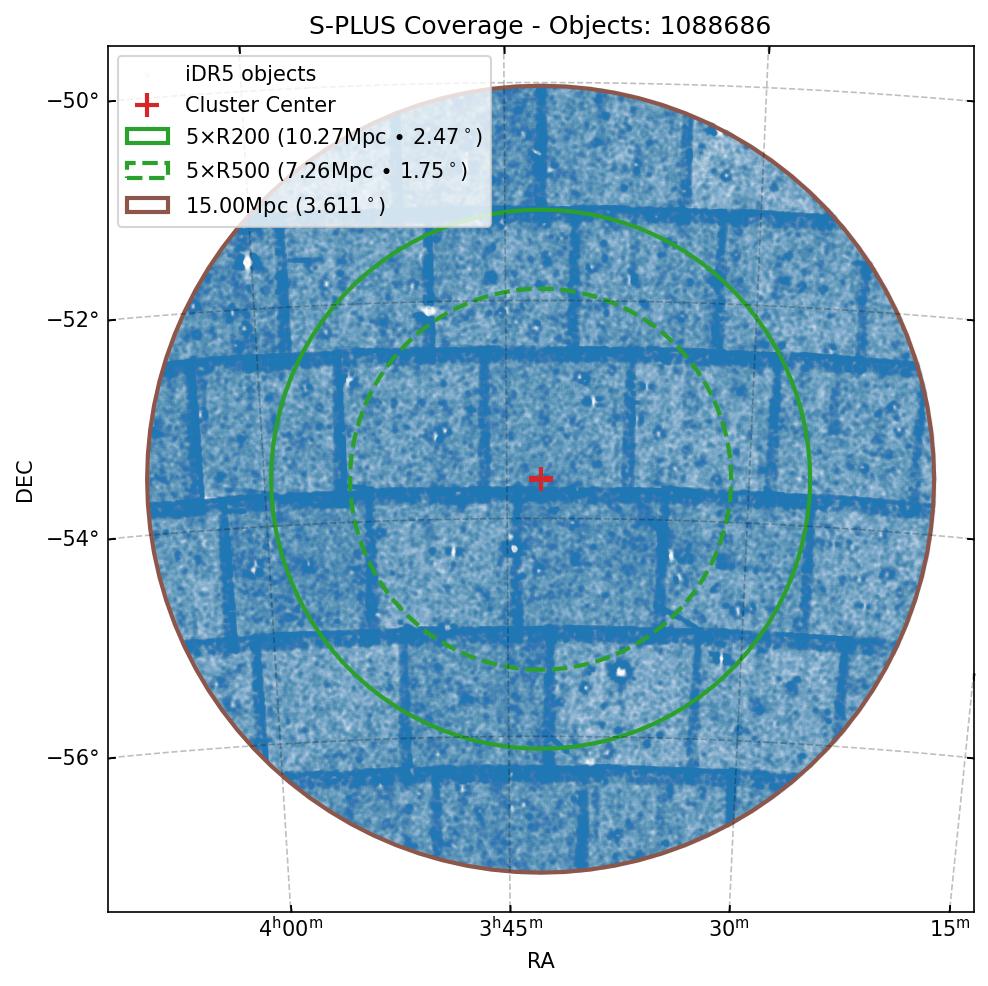 S-PLUS Coverage - Objects: 1088686
iDR5 objects
Cluster Center
5×R200 (10.27Mpc • 2.47°)
5×R500 (7.26Mpc • 1.75°)
15.00Mpc (3.611°)
−50°
−52°
−54°
−56°
DEC
4ʰ00ᵐ 3ʰ45ᵐ 30ᵐ 15ᵐ
RA